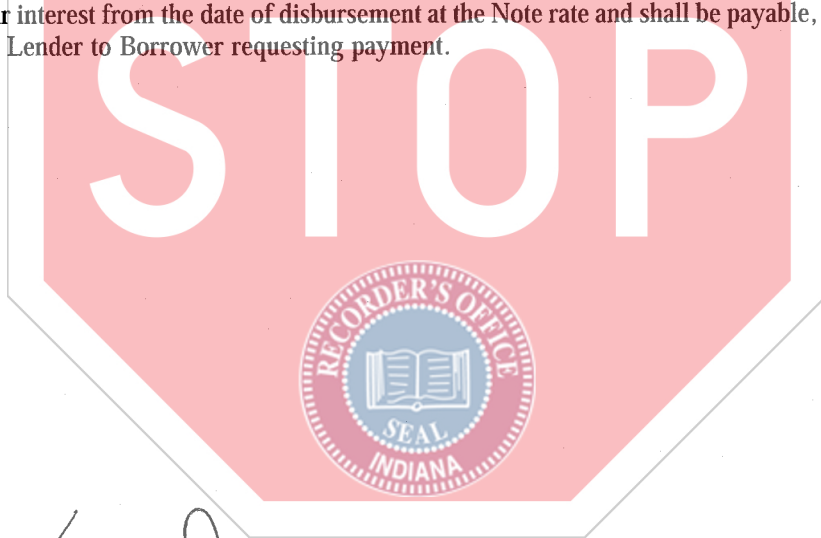 r interest from the date of disbursement at the Note rate and shall be payable,
Lender to Borrower requesting payment.
STOP
RECORDER'S OFFICE
SEAL
INDIANA